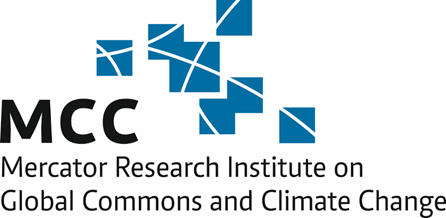 MCC
Mercator Research Institute on
Global Commons and Climate Change